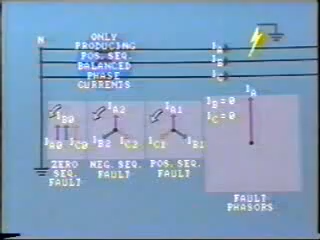 N
ONLY
PRODUCING
POS. SEQ.
BALANCED
PHASE
CURRENTS
IA
IB
IC
IA
IB=0
IC=0
IB0
IA0 IC0
ZERO
SEQ.
FAULT
IA2
IB2 IC2
NEG. SEQ.
FAULT
IA1
IC1 IB1
POS. SEQ.
FAULT
FAULT
PHASORS